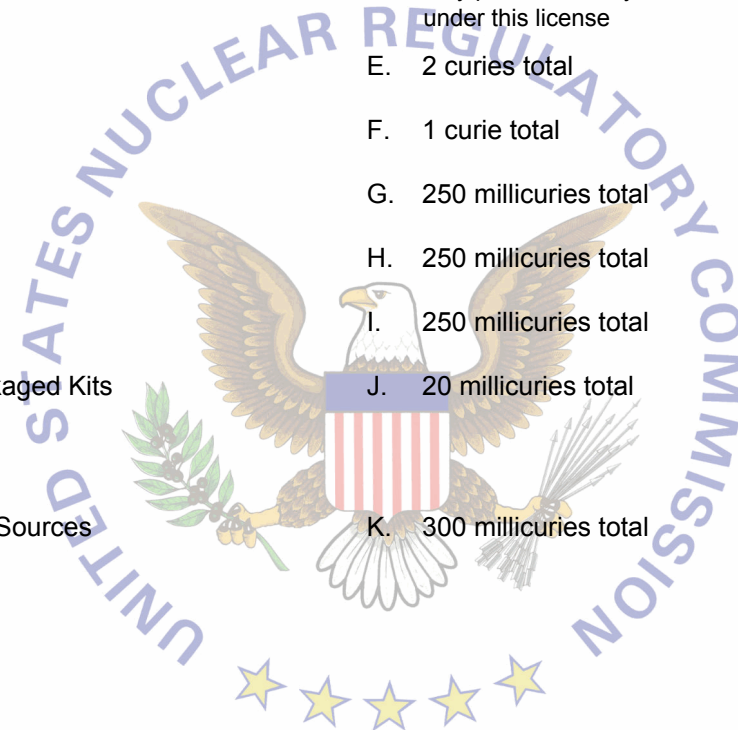 under this license
E. 2 curies total
F. 1 curie total
G. 250 millicuries total
H. 250 millicuries total
I. 250 millicuries total
aged Kits J. 20 millicuries total
Sources K. 300 millicuries total
UNITED STATES NUCLEAR REGULATORY COMMISSION